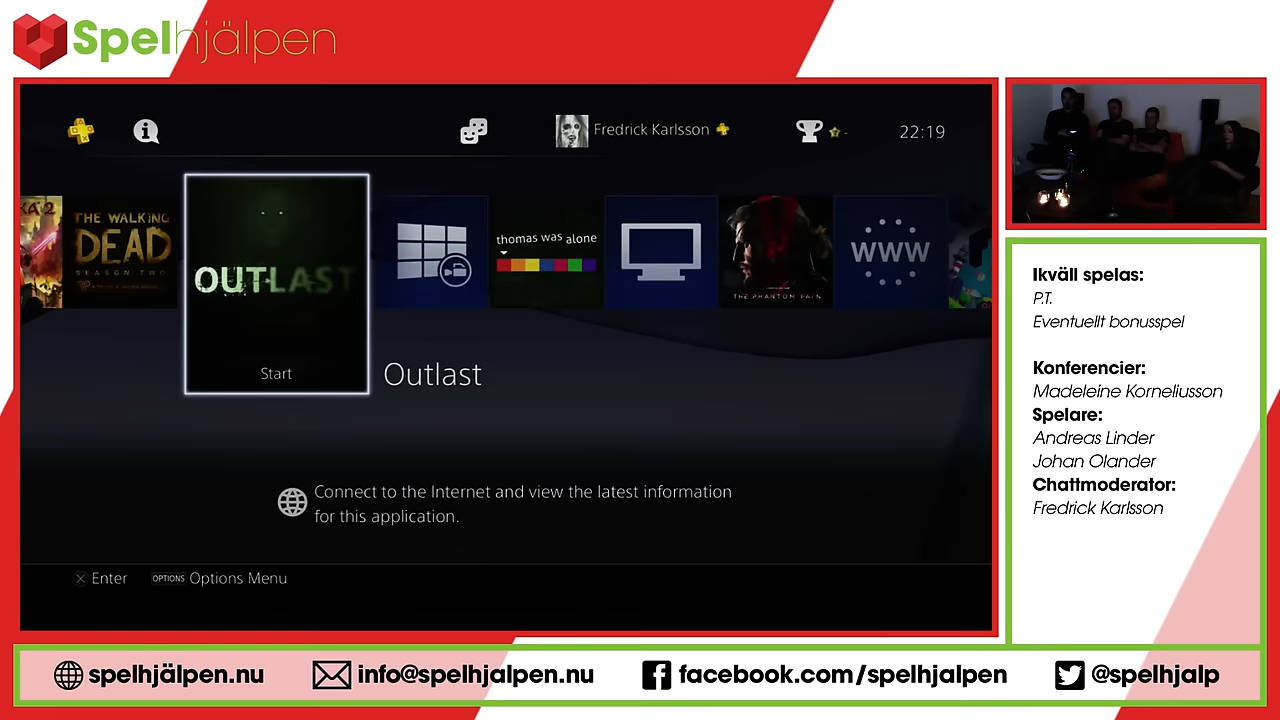 Spelhjälpen
Fredrick Karlsson
-
22:19
KA 2
THE WALKING
DEAD
SEASON TWO
OUTLAST
Start
thomas was alone
THE PHANTOM PAIN
WWW
Outlast
Connect to the Internet and view the latest information
for this application.
Enter
OPTIONS Options Menu
Ikväll spelas:
P.T.
Eventuellt bonusspel
Konferencier:
Madeleine Korneliusson
Spelare:
Andreas Linder
Johan Olander
Chattmoderator:
Fredrick Karlsson
spelhjälpen.nu
info@spelhjalpen.nu
facebook.com/spelhjalpen
@spelhjalp